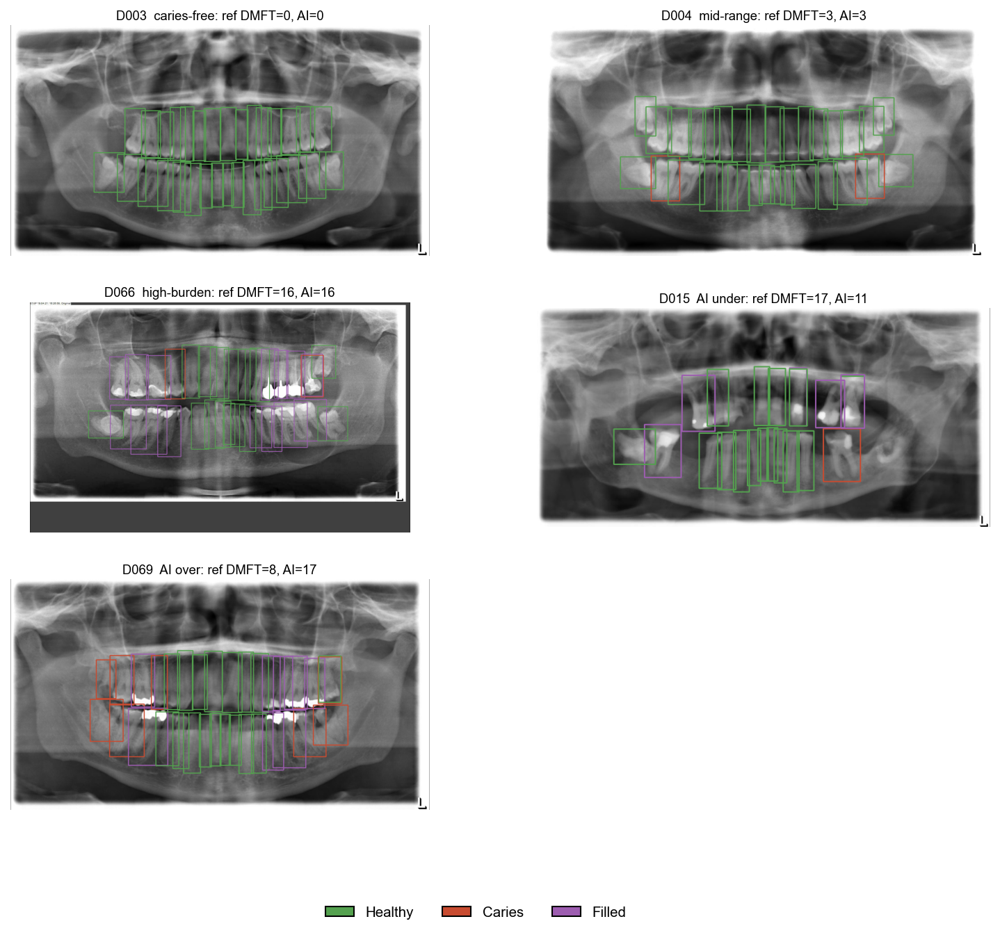 D003 caries-free: ref DMFT=0, AI=0
D004 mid-range: ref DMFT=3, AI=3
L
L
D066 high-burden: ref DMFT=16, AI=16
D015 AI under: ref DMFT=17, AI=11
L
L
D069 AI over: ref DMFT=8, AI=17
L
Healthy
Caries
Filled